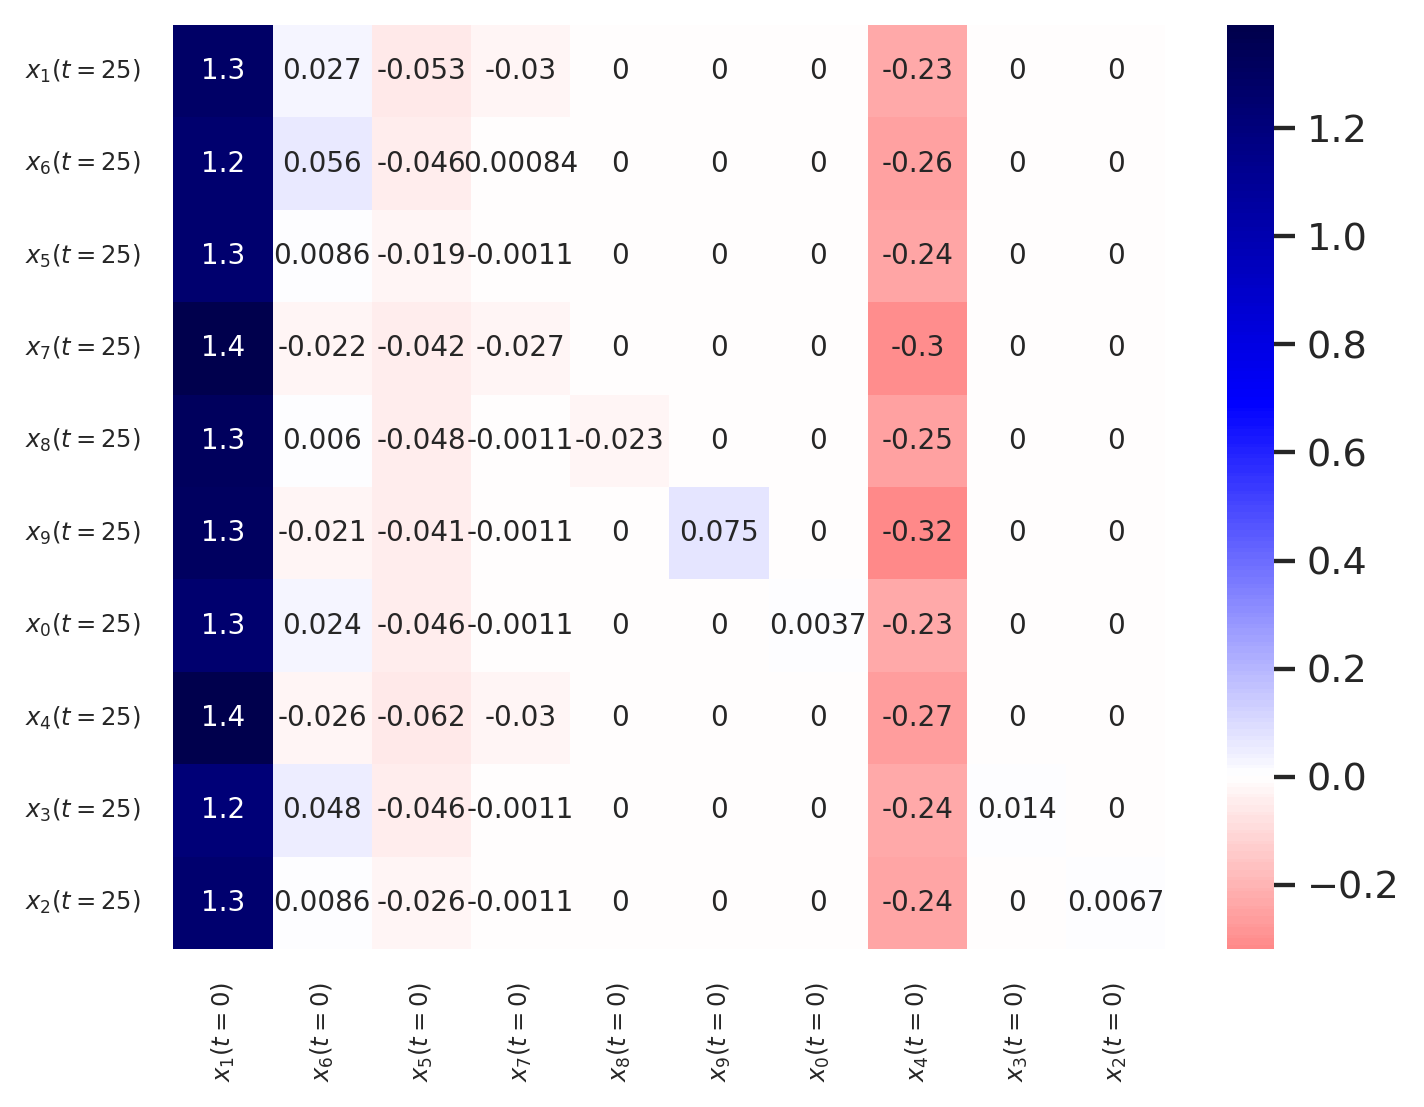 x₁(t = 25) 1.3 0.027 -0.053 -0.03 0 0 0 -0.23 0 0
x₆(t = 25) 1.2 0.056 -0.046 0.00084 0 0 0 -0.26 0 0
x₅(t = 25) 1.3 0.0086 -0.019 -0.0011 0 0 0 -0.24 0 0
x₇(t = 25) 1.4 -0.022 -0.042 -0.027 0 0 0 -0.3 0 0
x₈(t = 25) 1.3 0.006 -0.048 -0.0011 -0.023 0 0 -0.25 0 0
x₉(t = 25) 1.3 -0.021 -0.041 -0.0011 0 0.075 0 -0.32 0 0
x₀(t = 25) 1.3 0.024 -0.046 -0.0011 0 0 0.0037 -0.23 0 0
x₄(t = 25) 1.4 -0.026 -0.062 -0.03 0 0 0 -0.27 0 0
x₃(t = 25) 1.2 0.048 -0.046 -0.0011 0 0 0 -0.24 0.014 0
x₂(t = 25) 1.3 0.0086 -0.026 -0.0011 0 0 0 -0.24 0 0.0067
x₁(t = 0)
x₆(t = 0)
x₅(t = 0)
x₇(t = 0)
x₈(t = 0)
x₉(t = 0)
x₀(t = 0)
x₄(t = 0)
x₃(t = 0)
x₂(t = 0)
1.2
1.0
0.8
0.6
0.4
0.2
0.0
−0.2